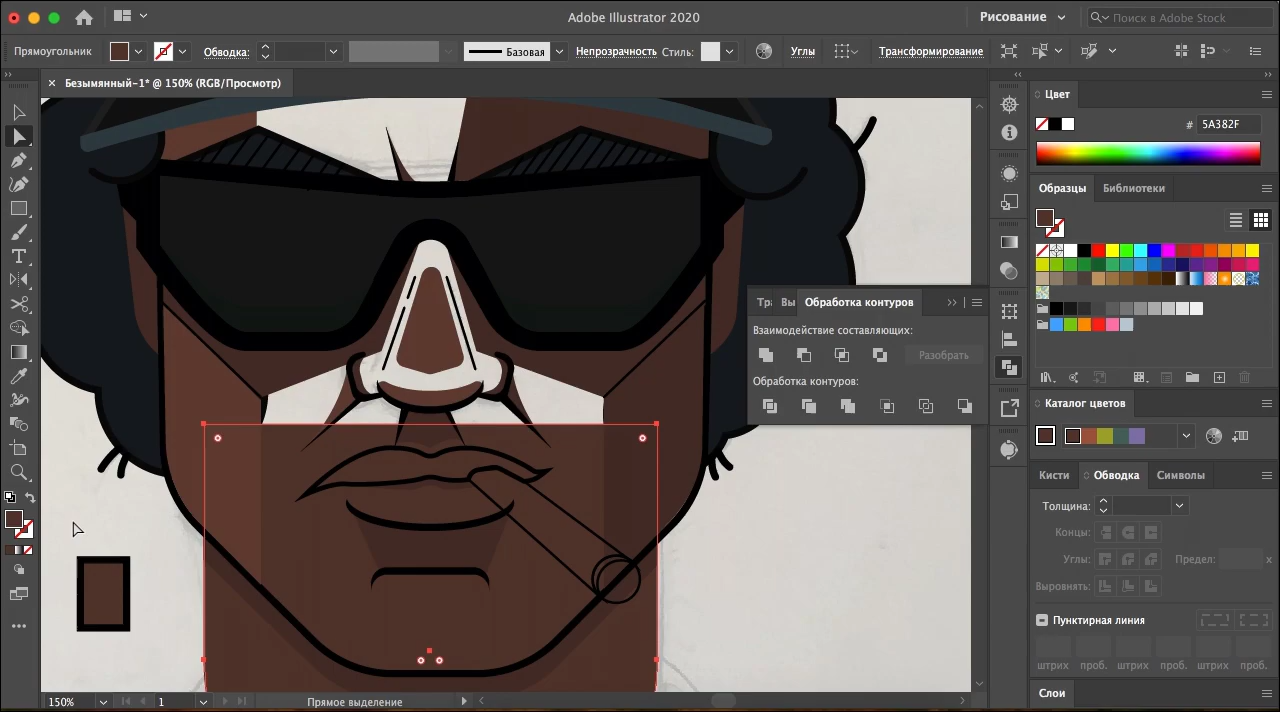 Adobe Illustrator 2020
Рисование
Поиск в Adobe Stock
Прямоугольник
Обводка:
Базовая
Непрозрачность
Стиль:
Углы
Трансформирование
Безымянный-1* @ 150% (RGB/Просмотр)
Цвет
# 5A382F
Образцы
Библиотеки
Тра
Вы
Обработка контуров
Взаимодействие составляющих:
Разобрать
Обработка контуров:
Каталог цветов
Кисти
Обводка
Символы
Толщина:
Концы:
Углы:
Предел:
x
Выровнять:
Пунктирная линия
штрих
проб.
штрих
проб.
штрих
проб.
Слои
150%
1
Прямое выделение